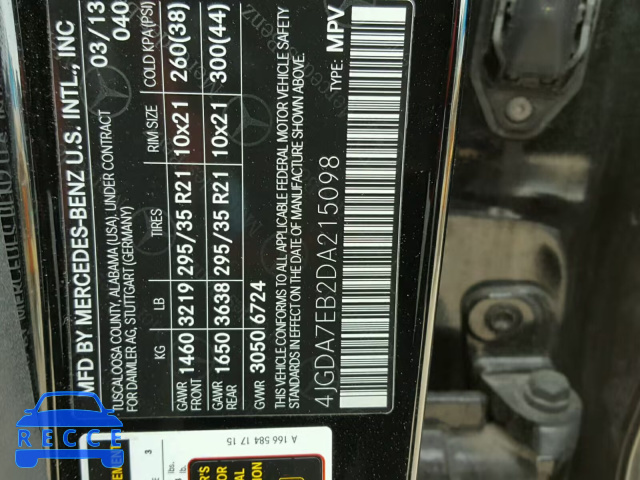 MFD BY MERCEDES-BENZ U.S. INTL., INC 03/13
TUSCALOOSA COUNTY, ALABAMA (USA), UNDER CONTRACT 040
FOR DAIMLER AG, STUTTGART (GERMANY)
KG LB TIRES RIM SIZE COLD KPA(PSI)
GAWR FRONT 1460 3219 295/35 R21 10x21 260(38)
GAWR REAR 1650 3638 295/35 R21 10x21 300(44)
GVWR 3050 6724
THIS VEHICLE CONFORMS TO ALL APPLICABLE FEDERAL MOTOR VEHICLE SAFETY
STANDARDS IN EFFECT ON THE DATE OF MANUFACTURE SHOWN ABOVE.
4JGDA7EB2DA215098 TYPE: MPV
A 166 584 17 15
3
lbs.